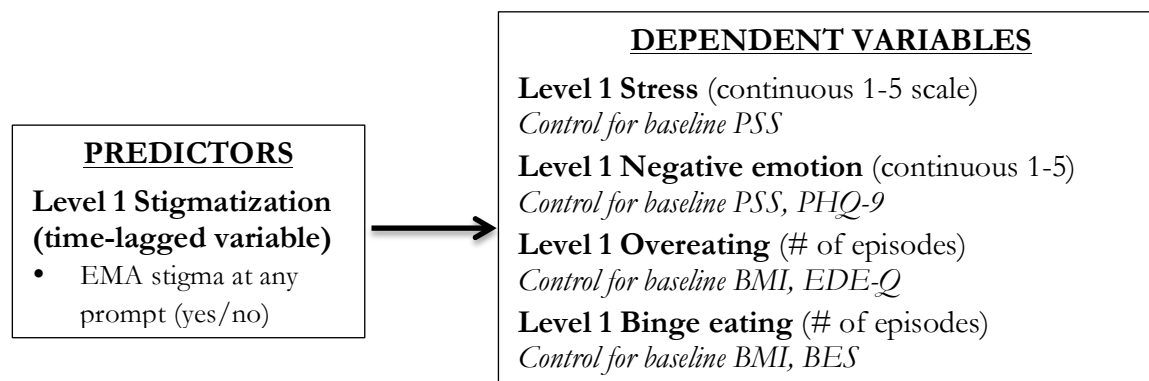 PREDICTORS
Level 1 Stigmatization
(time-lagged variable)
• EMA stigma at any
prompt (yes/no)
DEPENDENT VARIABLES
Level 1 Stress (continuous 1-5 scale)
Control for baseline PSS
Level 1 Negative emotion (continuous 1-5)
Control for baseline PSS, PHQ-9
Level 1 Overeating (# of episodes)
Control for baseline BMI, EDE-Q
Level 1 Binge eating (# of episodes)
Control for baseline BMI, BES